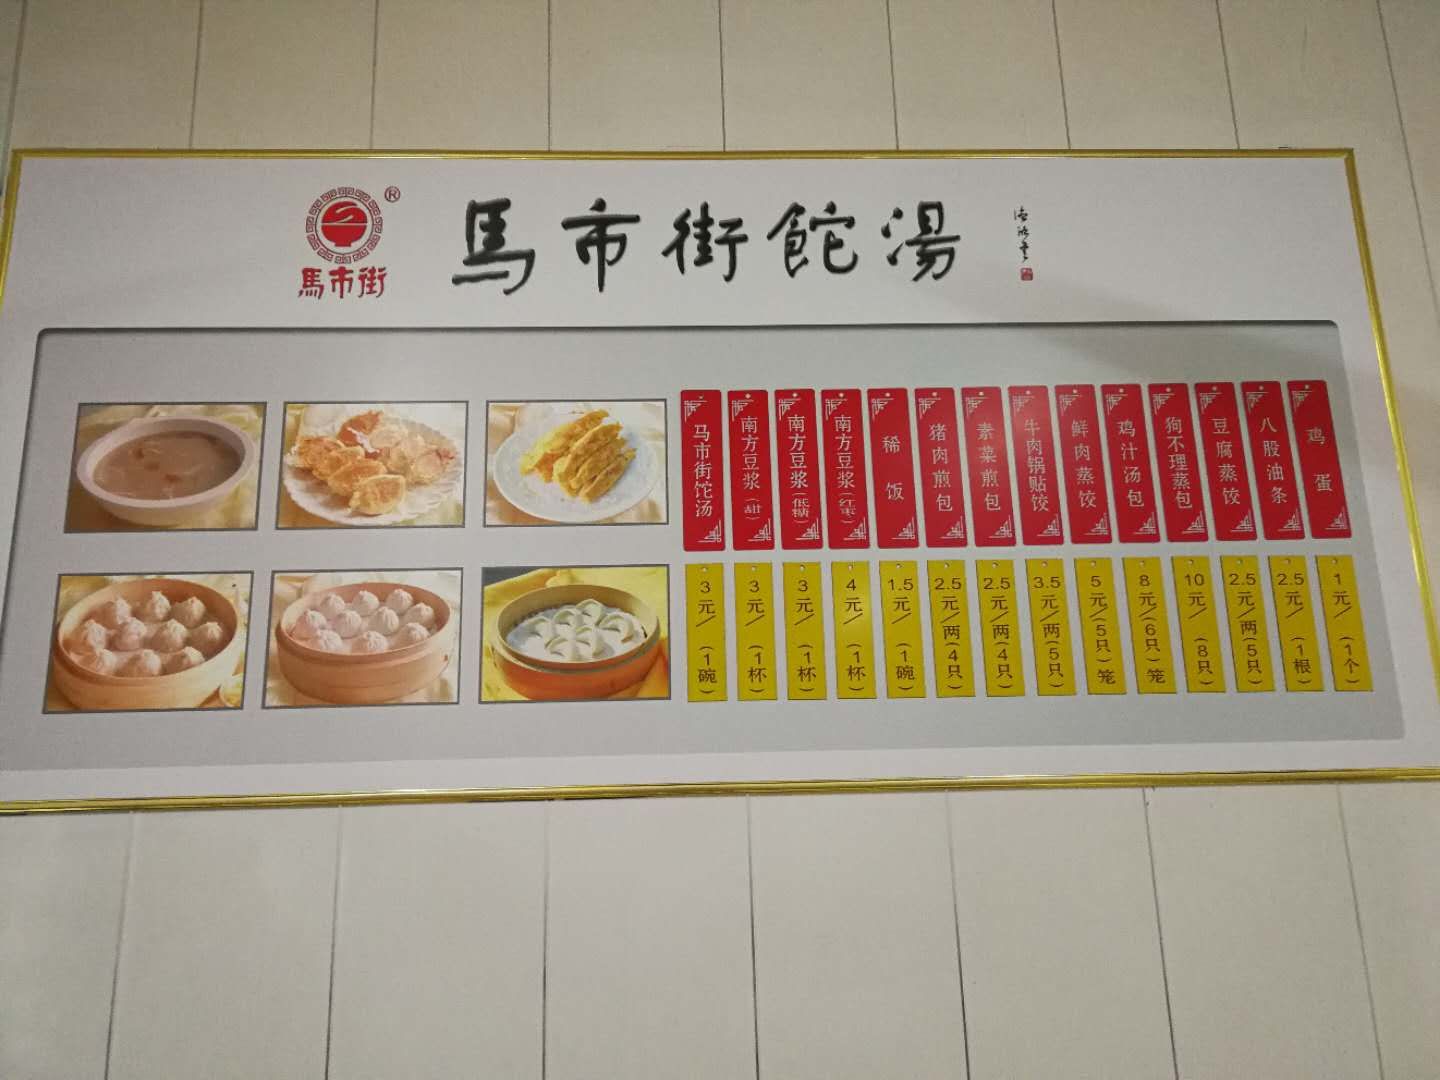 ®
馬市街
馬市街飥湯
马市街饦汤
南方豆浆(甜)
南方豆浆(低糖)
南方豆浆(红枣)
稀饭
猪肉煎包
素菜煎包
牛肉锅贴饺
鲜肉蒸饺
鸡汁汤包
狗不理蒸包
豆腐蒸饺
八股油条
鸡蛋
3元/(1碗)
3元/(1杯)
3元/(1杯)
4元/(1杯)
1.5元/(1碗)
2.5元/两(4只)
2.5元/两(4只)
3.5元/两(5只)
5元/(5只)笼
8元/(6只)笼
10元/(8只)
2.5元/两(5只)
2.5元/(1根)
1元/(1个)